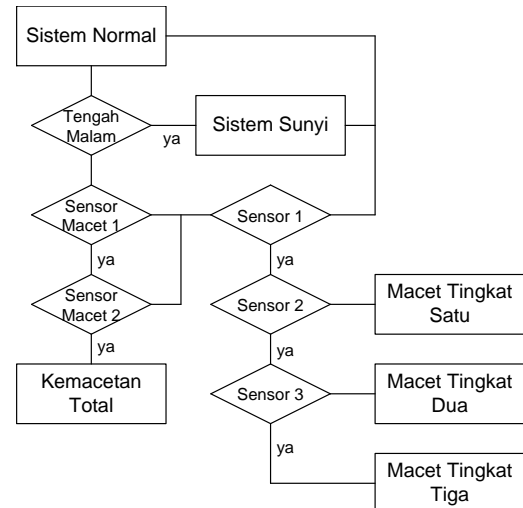 Sistem Normal
Tengah
Malam
ya
Sistem Sunyi
Sensor
Macet 1
Sensor 1
ya
ya
Sensor
Macet 2
Sensor 2
Macet Tingkat
Satu
ya
ya
Kemacetan
Total
Sensor 3
Macet Tingkat
Dua
ya
Macet Tingkat
Tiga